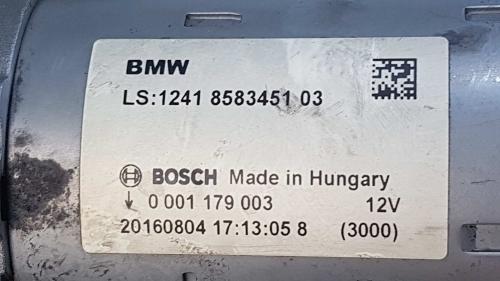 BMW
LS:1241 8583451 03
BOSCH Made in Hungary
↓ 0 001 179 003 12V
20160804 17:13:05 8 (3000)